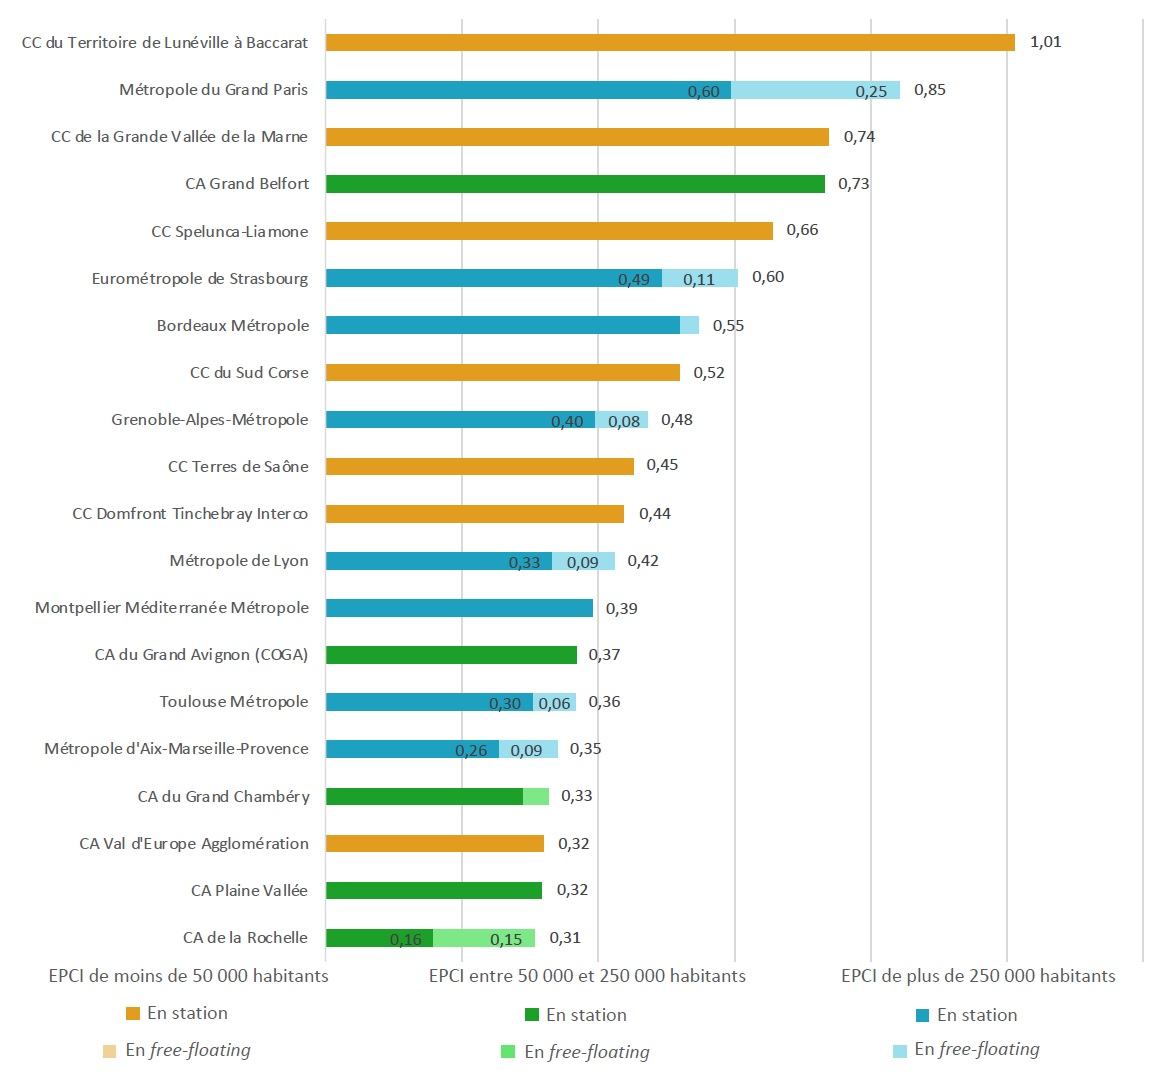 CC du Territoire de Lunéville à Baccarat 1,01
Métropole du Grand Paris 0,60 0,25 0,85
CC de la Grande Vallée de la Marne 0,74
CA Grand Belfort 0,73
CC Spelunca-Liamone 0,66
Eurométropole de Strasbourg 0,49 0,11 0,60
Bordeaux Métropole 0,55
CC du Sud Corse 0,52
Grenoble-Alpes-Métropole 0,40 0,08 0,48
CC Terres de Saône 0,45
CC Domfront Tinchebray Interco 0,44
Métropole de Lyon 0,33 0,09 0,42
Montpellier Méditerranée Métropole 0,39
CA du Grand Avignon (COGA) 0,37
Toulouse Métropole 0,30 0,06 0,36
Métropole d'Aix-Marseille-Provence 0,26 0,09 0,35
CA du Grand Chambéry 0,33
CA Val d'Europe Agglomération 0,32
CA Plaine Vallée 0,32
CA de la Rochelle 0,16 0,15 0,31
EPCI de moins de 50 000 habitants EPCI entre 50 000 et 250 000 habitants EPCI de plus de 250 000 habitants
En station En station En station
En free-floating En free-floating En free-floating